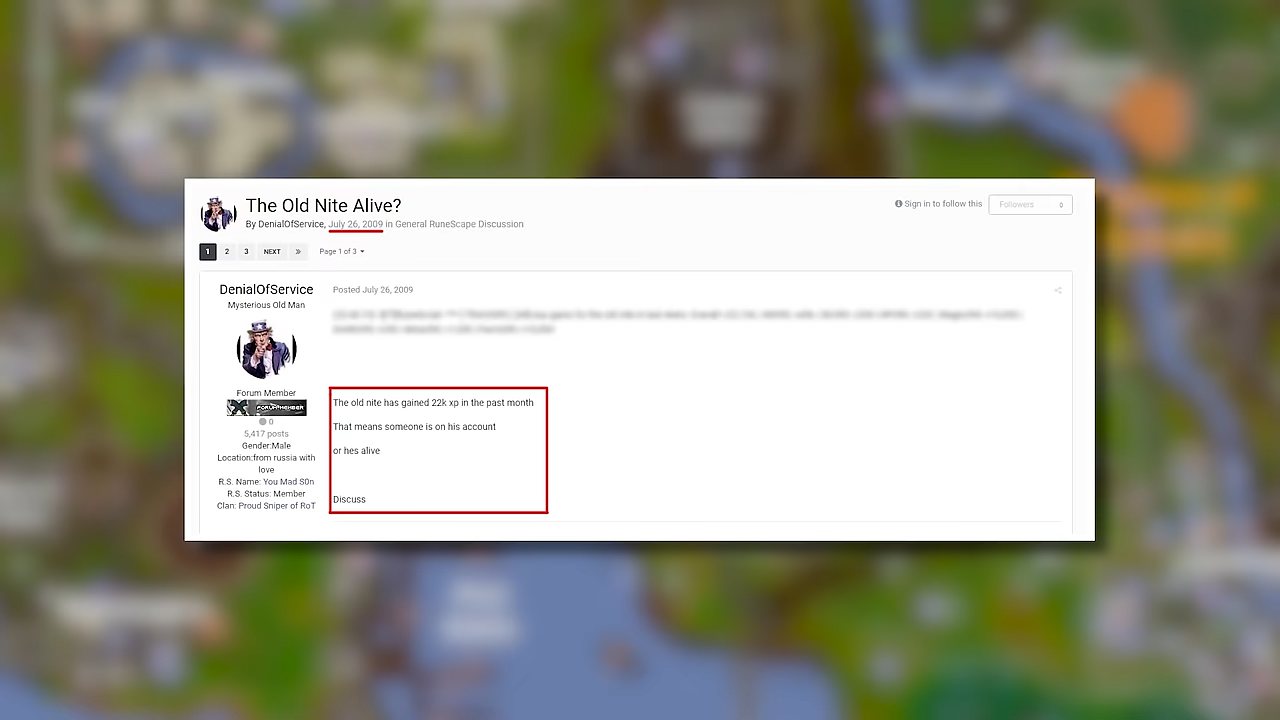 The Old Nite Alive?
By DenialOfService, July 26, 2009 in General RuneScape Discussion
Sign in to follow this
Followers 0
1 2 3 NEXT » Page 1 of 3
DenialOfService
Mysterious Old Man
Forum Member
FORUM MEMBER
0
5,417 posts
Gender:Male
Location:from russia with
love
R.S. Name: You Mad S0n
R.S. Status: Member
Clan: Proud Sniper of RoT
Posted July 26, 2009
The old nite has gained 22k xp in the past month
That means someone is on his account
or hes alive
Discuss